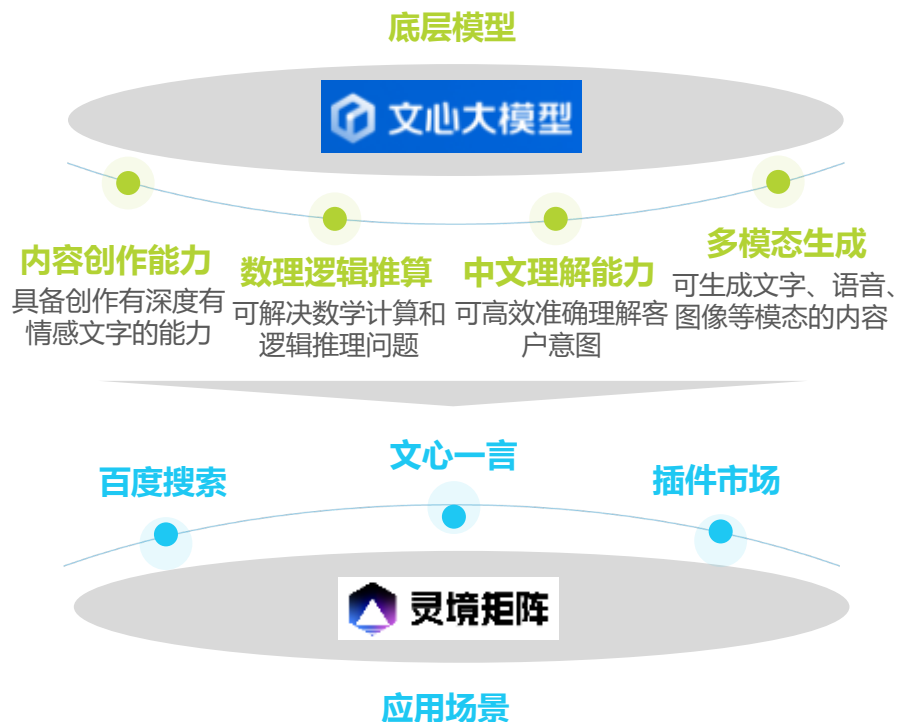 底层模型
文心大模型
内容创作能力
具备创作有深度有
情感文字的能力
数理逻辑推算
可解决数学计算和
逻辑推理问题
中文理解能力
可高效准确理解客
户意图
多模态生成
可生成文字、语音、
图像等模态的内容
百度搜索
文心一言
插件市场
灵境矩阵
应用场景